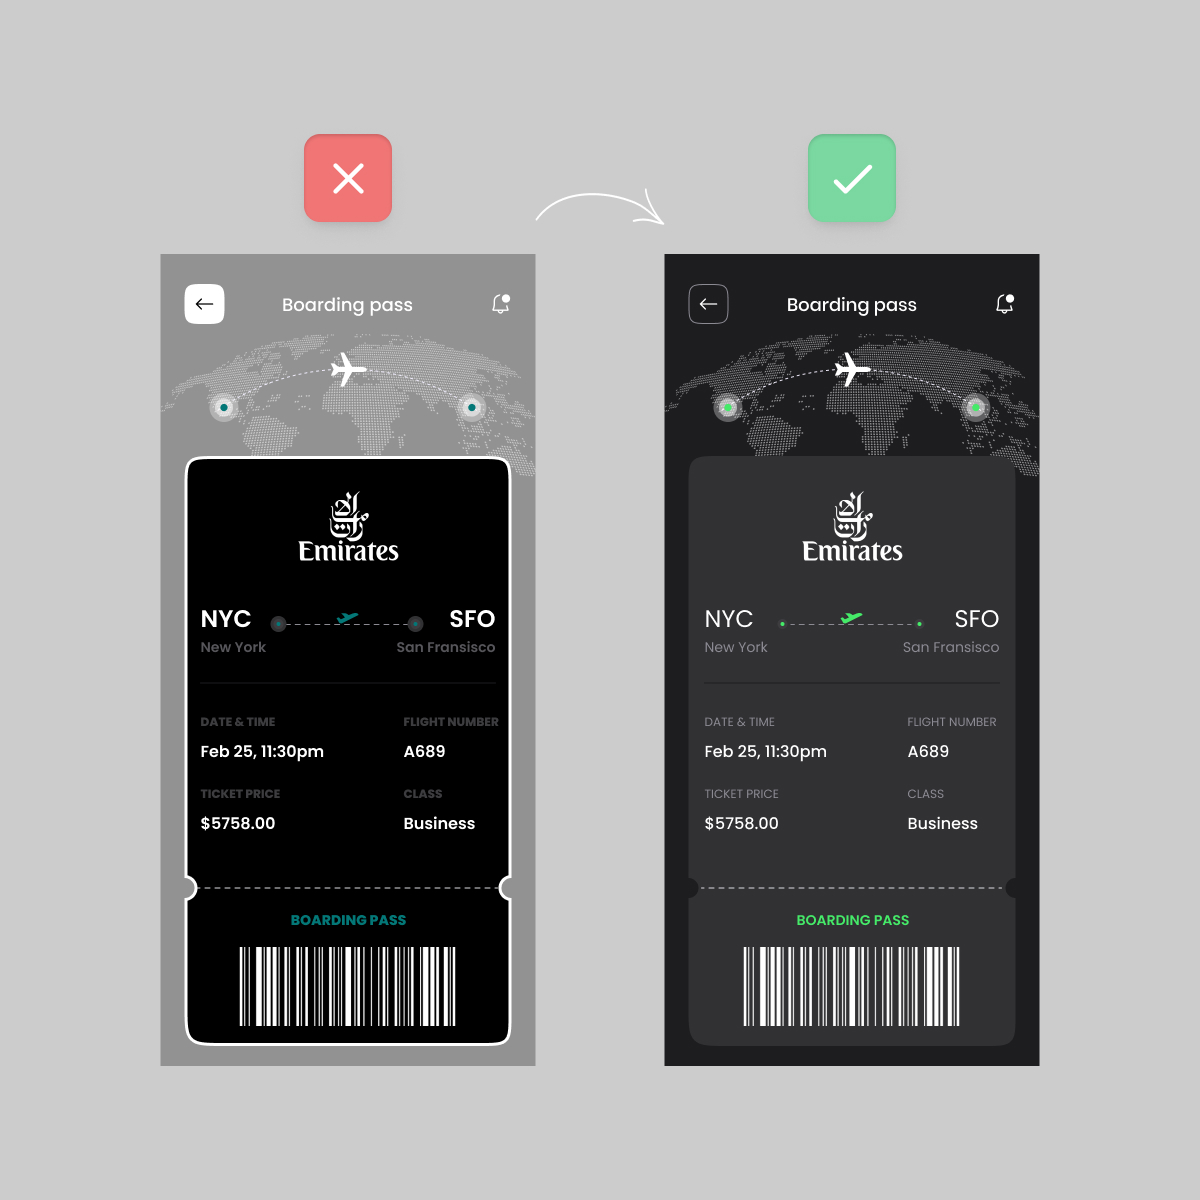 Boarding pass
Emirates
NYC SFO
New York San Fransisco
DATE & TIME FLIGHT NUMBER
Feb 25, 11:30pm A689
TICKET PRICE CLASS
$5758.00 Business
BOARDING PASS
Boarding pass
Emirates
NYC SFO
New York San Fransisco
DATE & TIME FLIGHT NUMBER
Feb 25, 11:30pm A689
TICKET PRICE CLASS
$5758.00 Business
BOARDING PASS